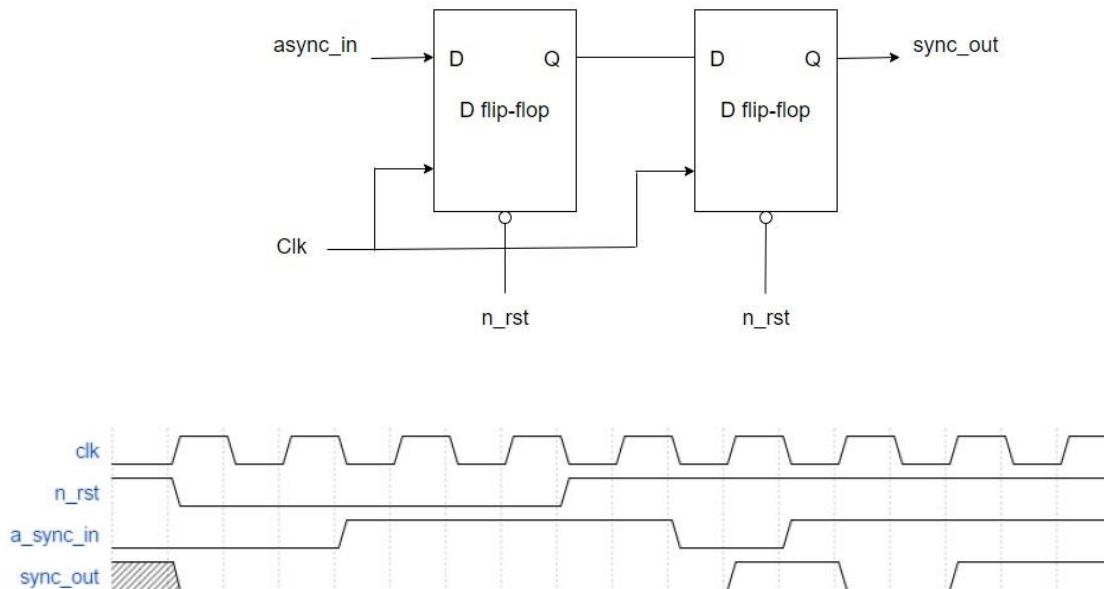 async_in
D Q
D flip-flop
D Q
D flip-flop
sync_out
Clk
n_rst
n_rst
clk
n_rst
a_sync_in
sync_out